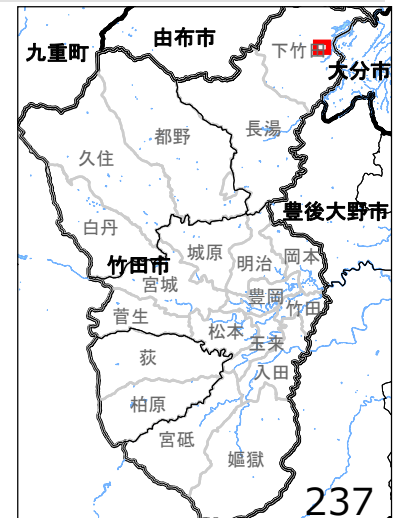 由布市
九重町
下竹田
大分市
都野
長湯
久住
白丹
豊後大野市
城原
岡本
明治
竹田市
宮城
豊岡
竹田
菅生
松本
玉来
荻
入田
柏原
宮砥
嫗獄
237